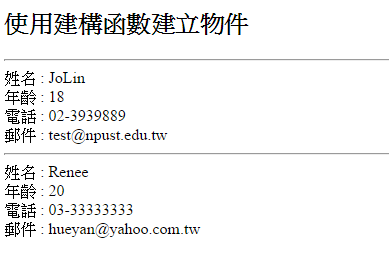 使用建構函數建立物件
姓名 : JoLin
年齡 : 18
電話 : 02-3939889
郵件 : test@npust.edu.tw
姓名 : Renee
年齡 : 20
電話 : 03-33333333
郵件 : hueyan@yahoo.com.tw